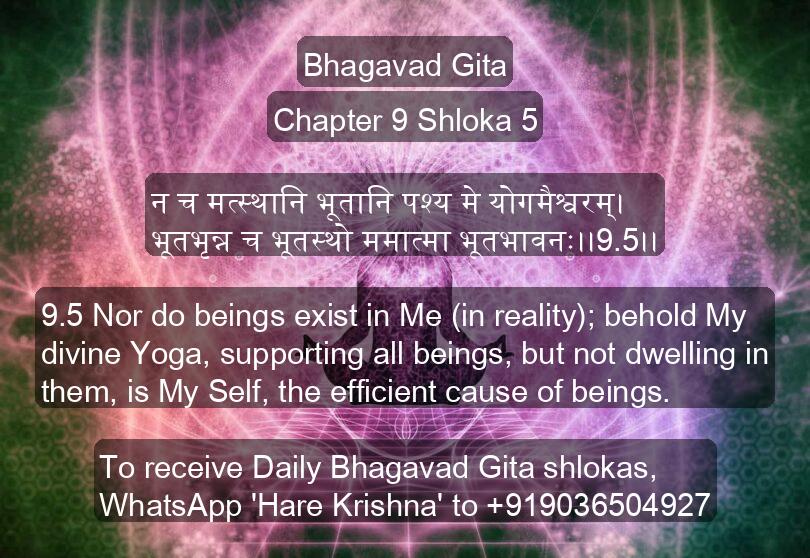 Bhagavad Gita
Chapter 9 Shloka 5
न च मत्स्थानि भूतानि पश्य मे योगमैश्वरम्।
भूतभृन्न च भूतस्थो ममात्मा भूतभावनः।।9.5।।
9.5 Nor do beings exist in Me (in reality); behold My
divine Yoga, supporting all beings, but not dwelling in
them, is My Self, the efficient cause of beings.
To receive Daily Bhagavad Gita shlokas,
WhatsApp 'Hare Krishna' to +919036504927